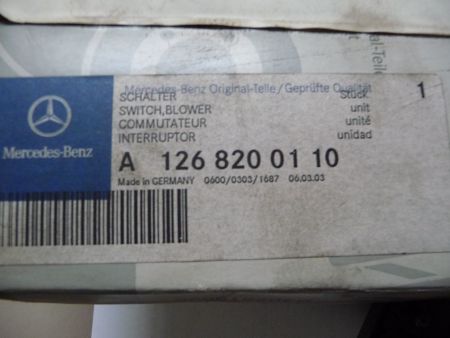 Mercedes-Benz Original-Teile/Geprüfte Qualität
SCHALTER Stück 1
SWITCH,BLOWER unit
COMMUTATEUR unité
INTERRUPTOR unidad
Mercedes-Benz
A 126 820 01 10
Made in GERMANY 0600/0303/1687 06.03.03